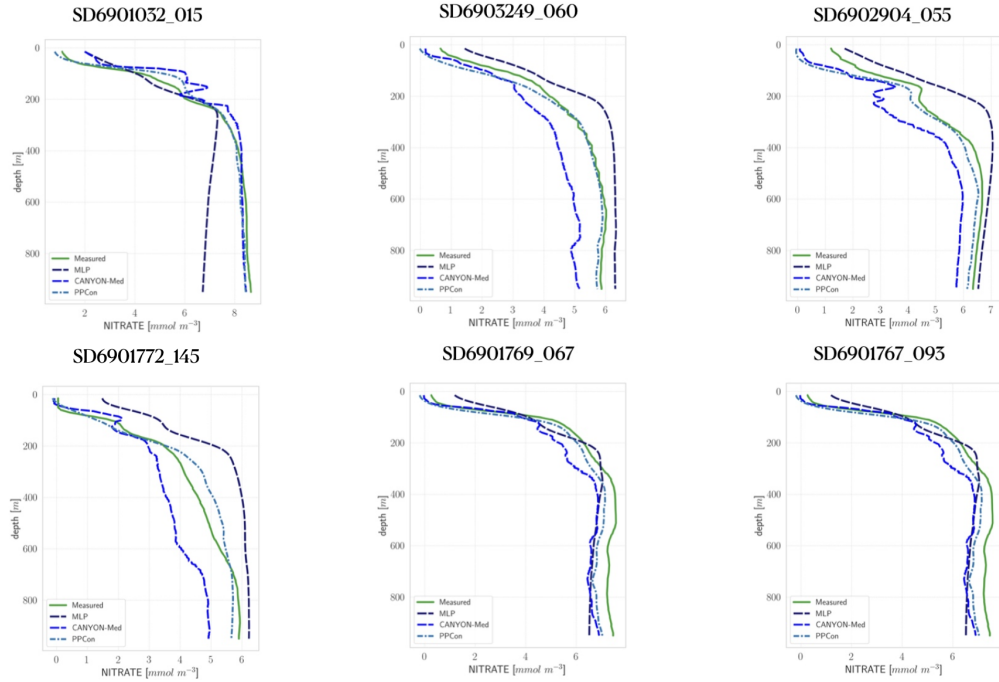 SD6901032_015
0
200
400
600
800
depth [m]
Measured
MLP
CANYON-Med
PPCon
2
4
6
8
NITRATE [mmol m⁻³]
SD6903249_060
0
200
400
600
800
depth [m]
Measured
MLP
CANYON-Med
PPCon
0
1
2
3
4
5
6
NITRATE [mmol m⁻³]
SD6902904_055
0
200
400
600
800
depth [m]
Measured
MLP
CANYON-Med
PPCon
0
1
2
3
4
5
6
7
NITRATE [mmol m⁻³]
SD6901772_145
0
200
400
600
800
depth [m]
Measured
MLP
CANYON-Med
PPCon
0
1
2
3
4
5
6
NITRATE [mmol m⁻³]
SD6901769_067
0
200
400
600
800
depth [m]
Measured
MLP
CANYON-Med
PPCon
0
2
4
6
NITRATE [mmol m⁻³]
SD6901767_093
0
200
400
600
800
depth [m]
Measured
MLP
CANYON-Med
PPCon
0
2
4
6
NITRATE [mmol m⁻³]